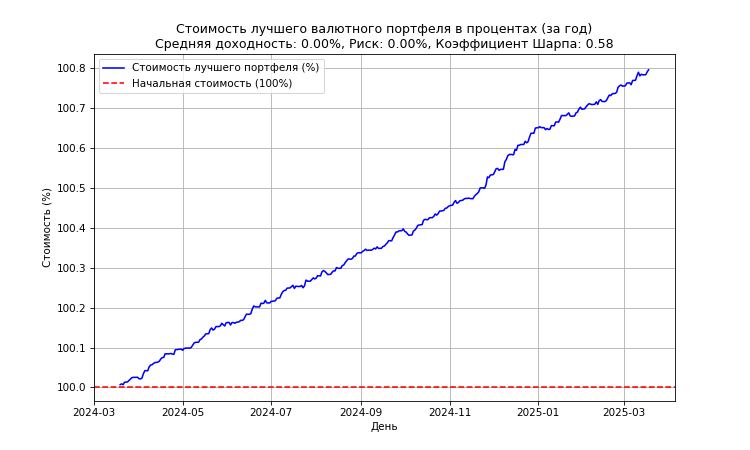 Стоимость лучшего валютного портфеля в процентах (за год)
Средняя доходность: 0.00%, Риск: 0.00%, Коэффициент Шарпа: 0.58
Стоимость лучшего портфеля (%)
Начальная стоимость (100%)
Стоимость (%)
100.8
100.7
100.6
100.5
100.4
100.3
100.2
100.1
100.0
2024-03
2024-05
2024-07
2024-09
2024-11
2025-01
2025-03
День